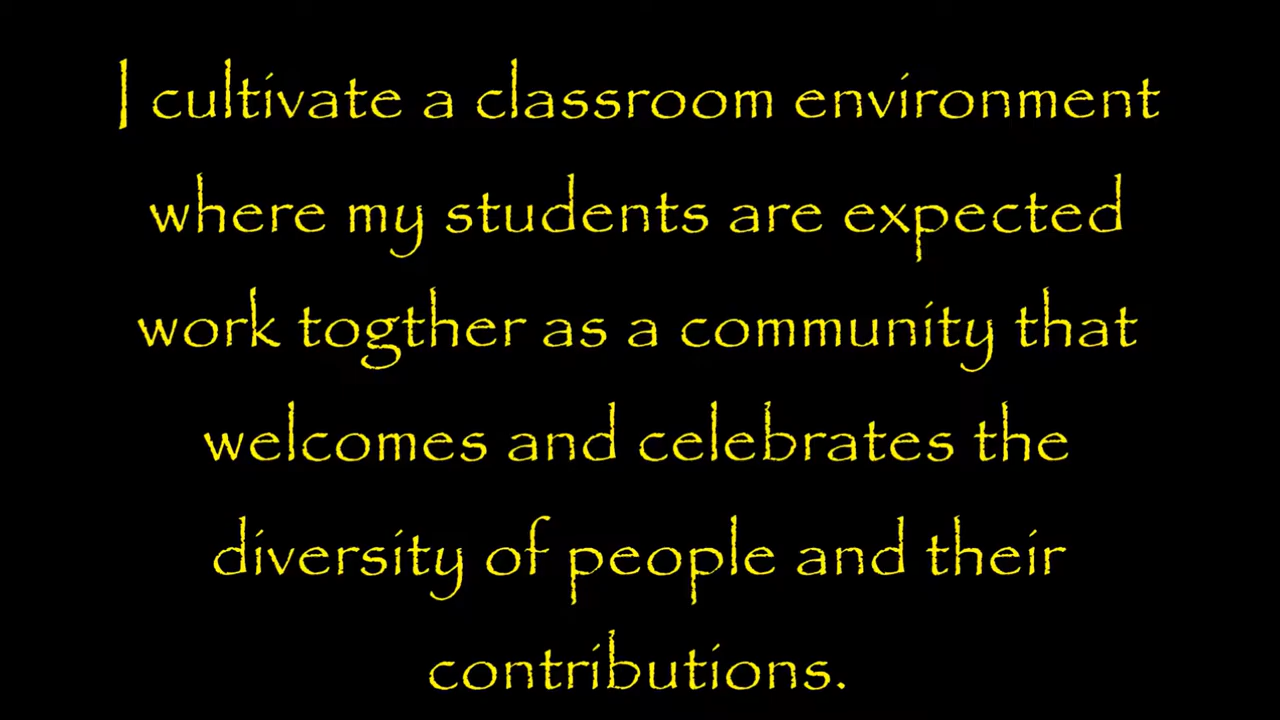 I cultivate a classroom environment
where my students are expected
work togther as a community that
welcomes and celebrates the
diversity of people and their
contributions.